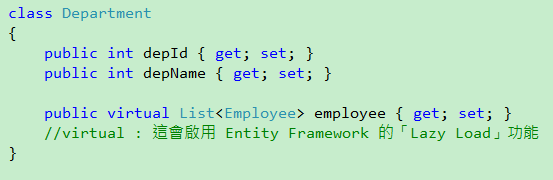 class Department
{
    public int depId { get; set; }
    public int depName { get; set; }

    public virtual List<Employee> employee { get; set; }
    //virtual : 這會啟用 Entity Framework 的「Lazy Load」功能
}